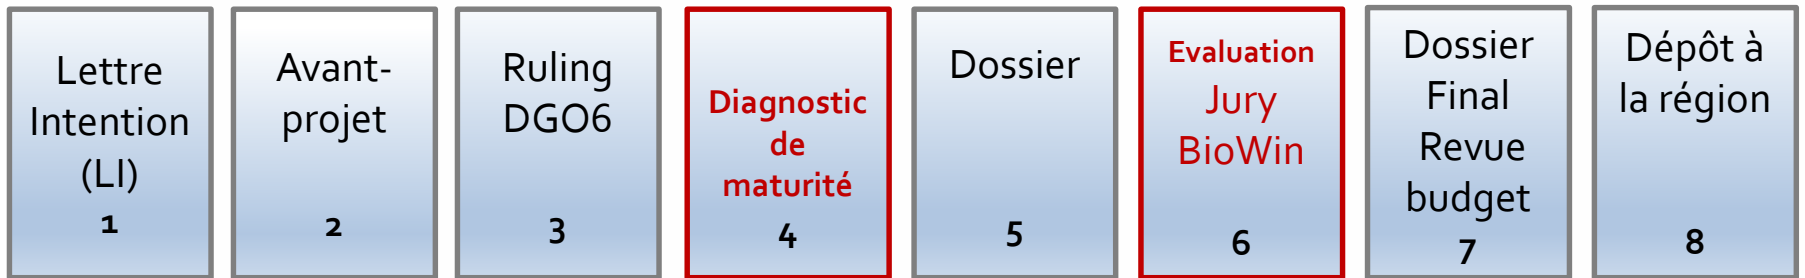 Lettre
Intention
(LI)
1
Avant-
projet
2
Ruling
DGO6
3
Diagnostic
de
maturité
4
Dossier
5
Evaluation
Jury
BioWin
6
Dossier
Final
Revue
budget
7
Dépôt à
la région
8